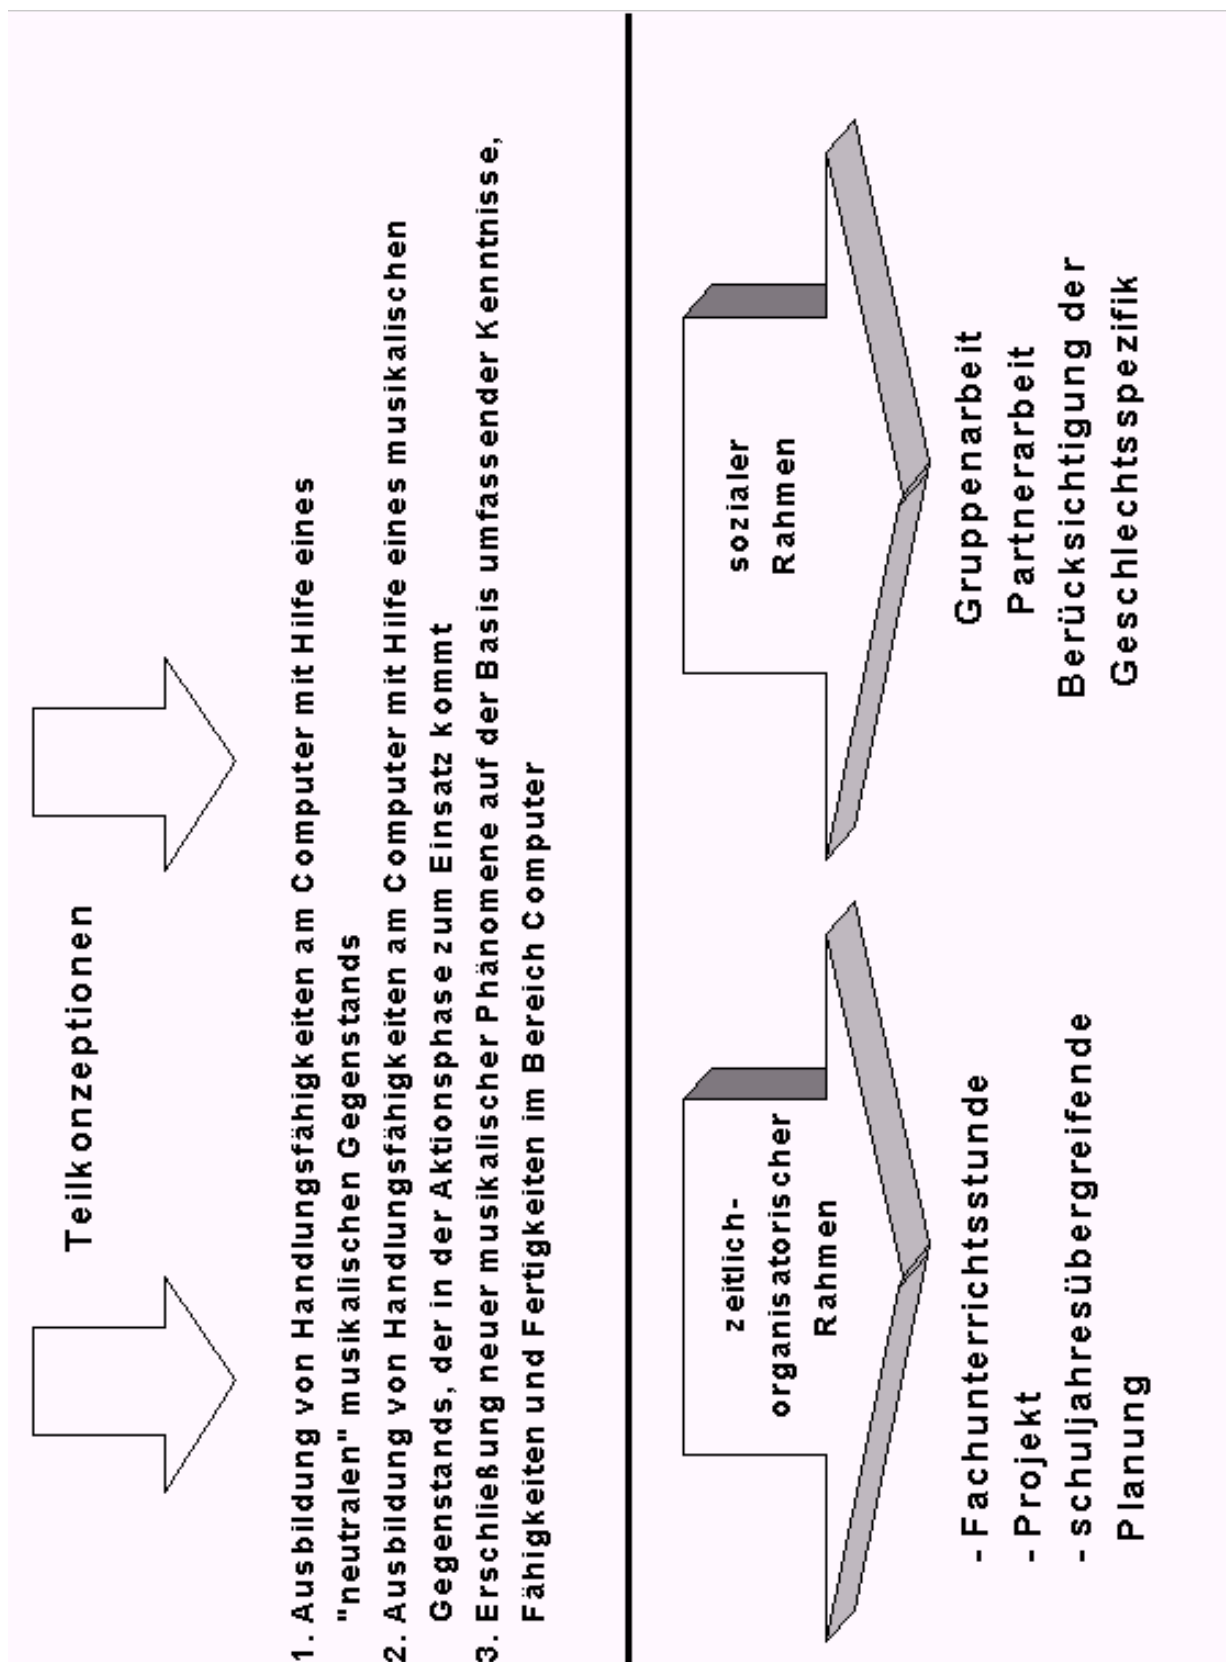 Teilkonzeptionen
1. Ausbildung von Handlungsfähigkeiten am Computer mit Hilfe eines
"neutralen" musikalischen Gegenstands
2. Ausbildung von Handlungsfähigkeiten am Computer mit Hilfe eines musikalischen
Gegenstands, der in der Aktionsphase zum Einsatz kommt
3. Erschließung neuer musikalischer Phänomene auf der Basis umfassender Kenntnisse,
Fähigkeiten und Fertigkeiten im Bereich Computer
zeitlich-
organisatorischer
Rahmen
- Fachunterrichtsstunde
- Projekt
- schuljahresübergreifende
Planung
sozialer
Rahmen
Gruppenarbeit
Partnerarbeit
Berücksichtigung der
Geschlechtsspezifik